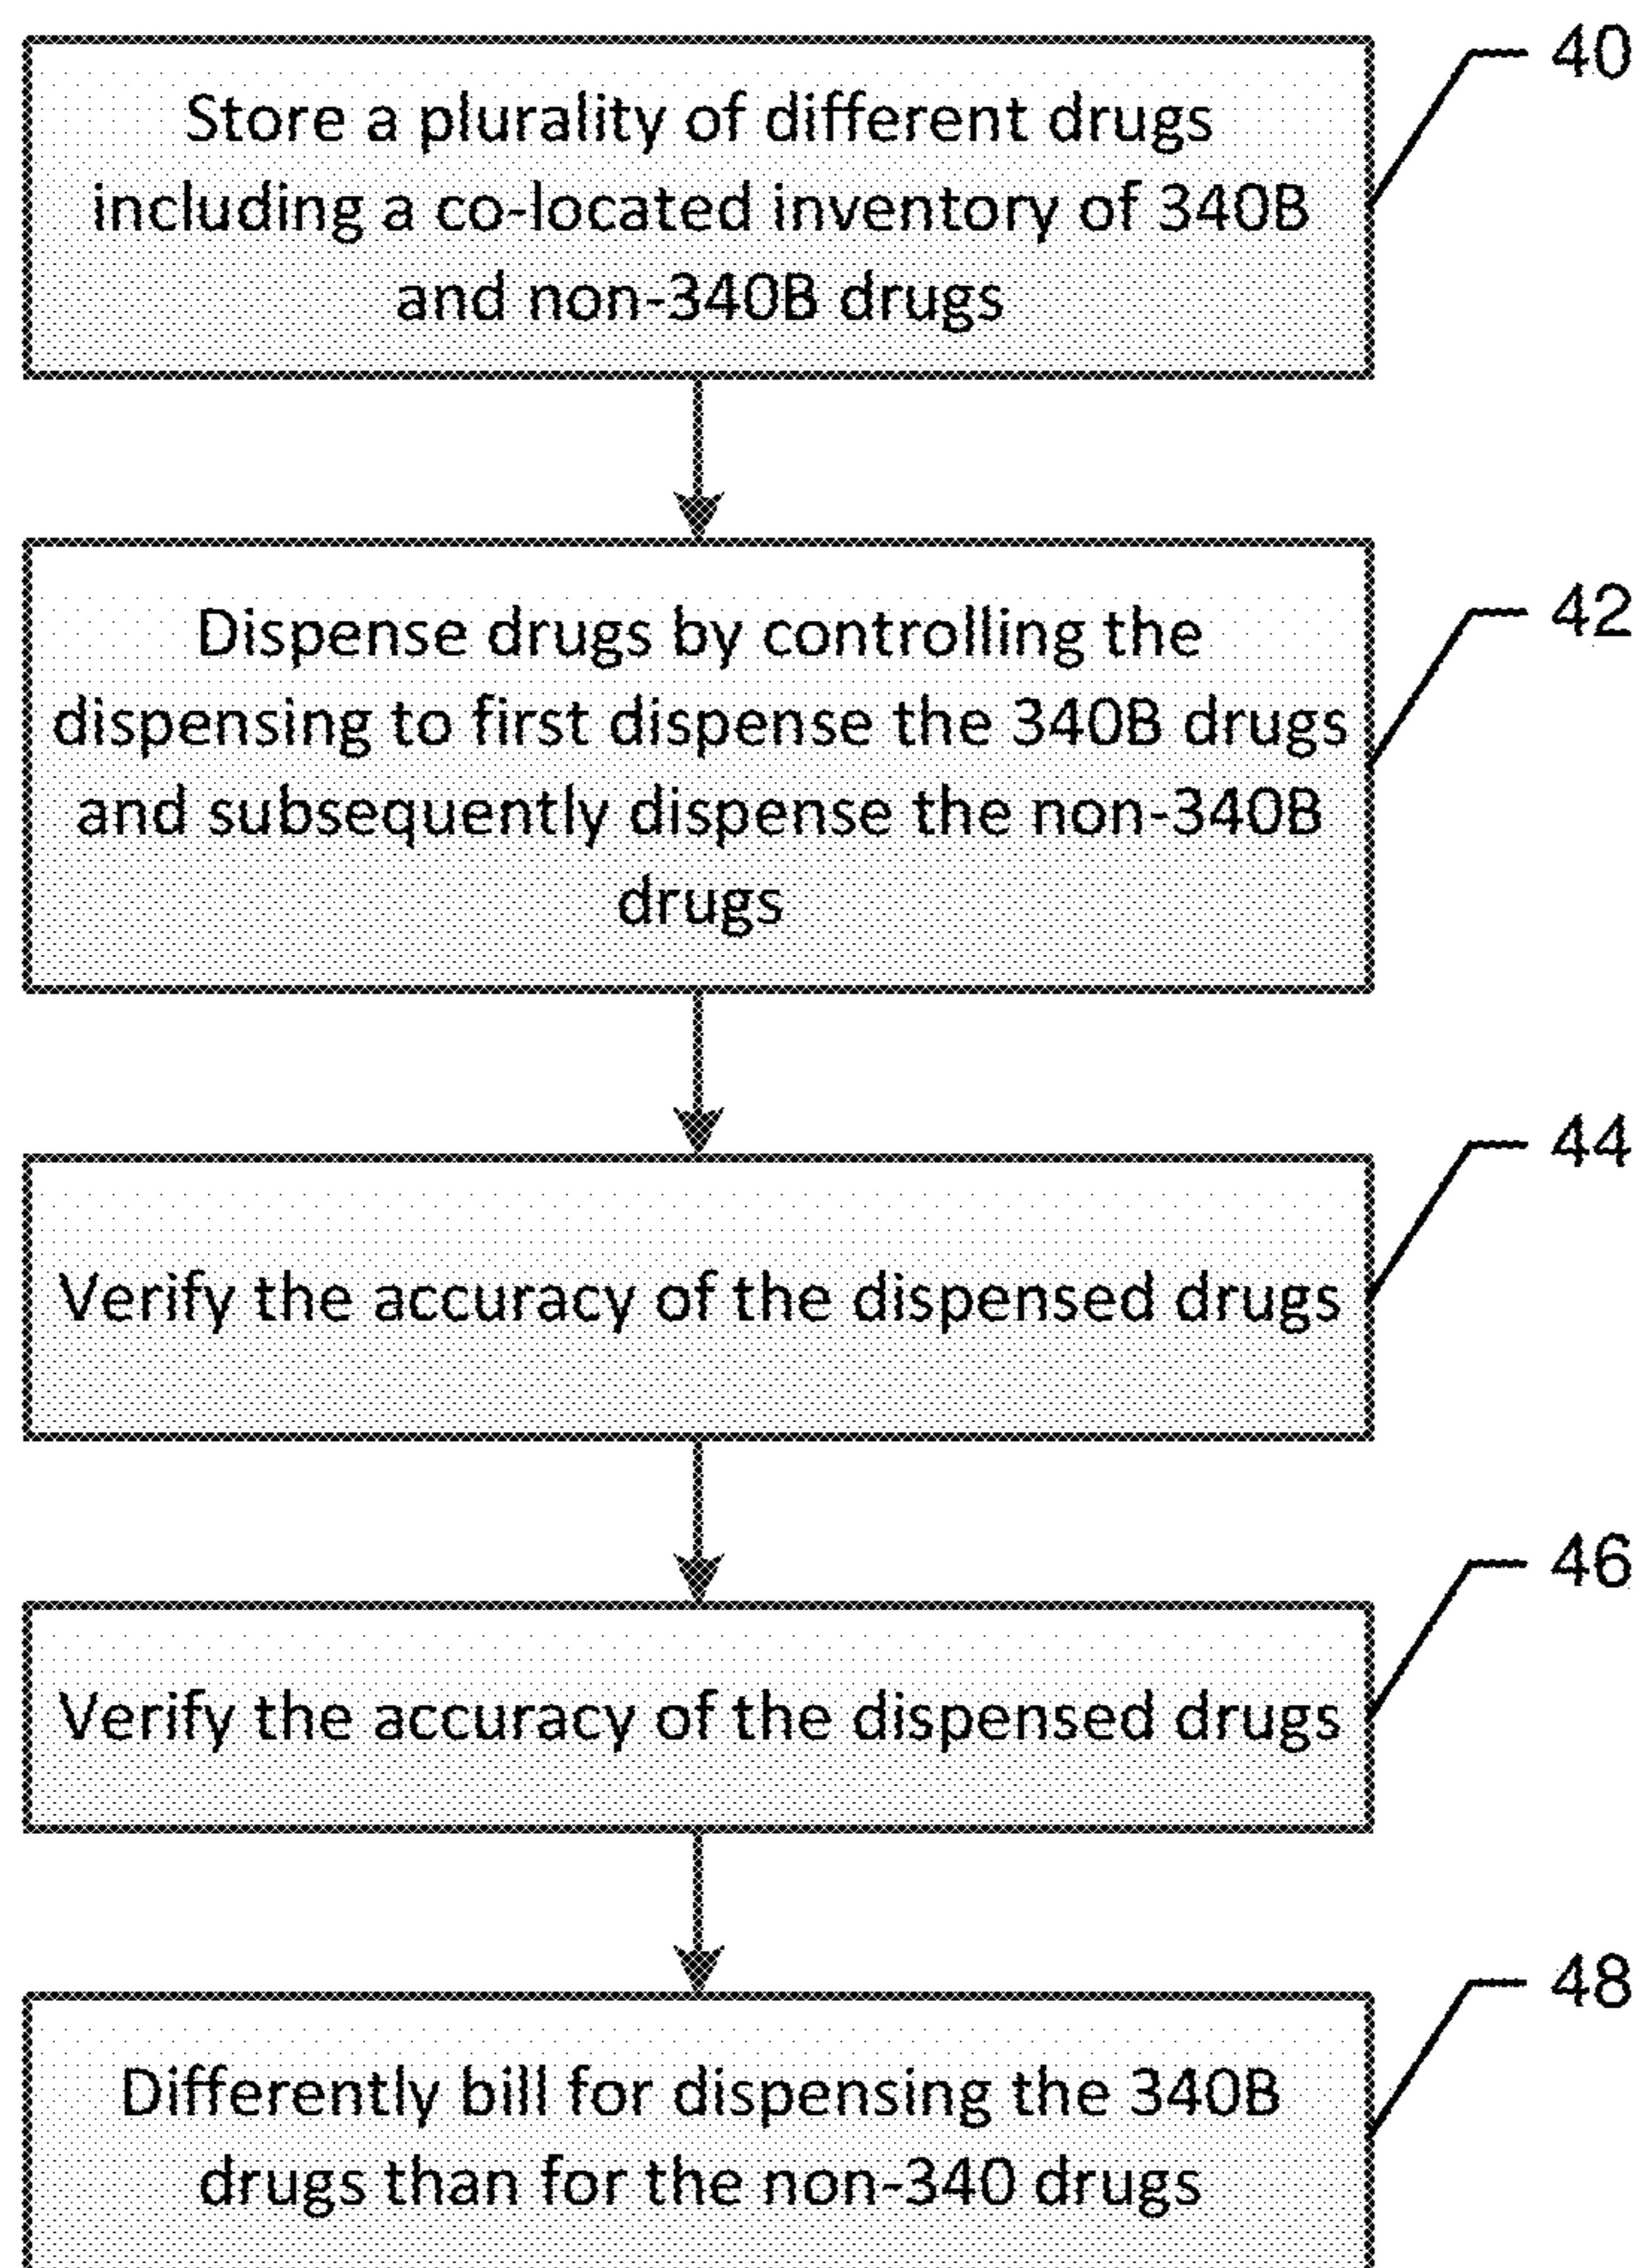 40
Store a plurality of different drugs
including a co-located inventory of 340B
and non-340B drugs
42
Dispense drugs by controlling the
dispensing to first dispense the 340B drugs
and subsequently dispense the non-340B
drugs
44
Verify the accuracy of the dispensed drugs
46
Verify the accuracy of the dispensed drugs
48
Differently bill for dispensing the 340B
drugs than for the non-340 drugs